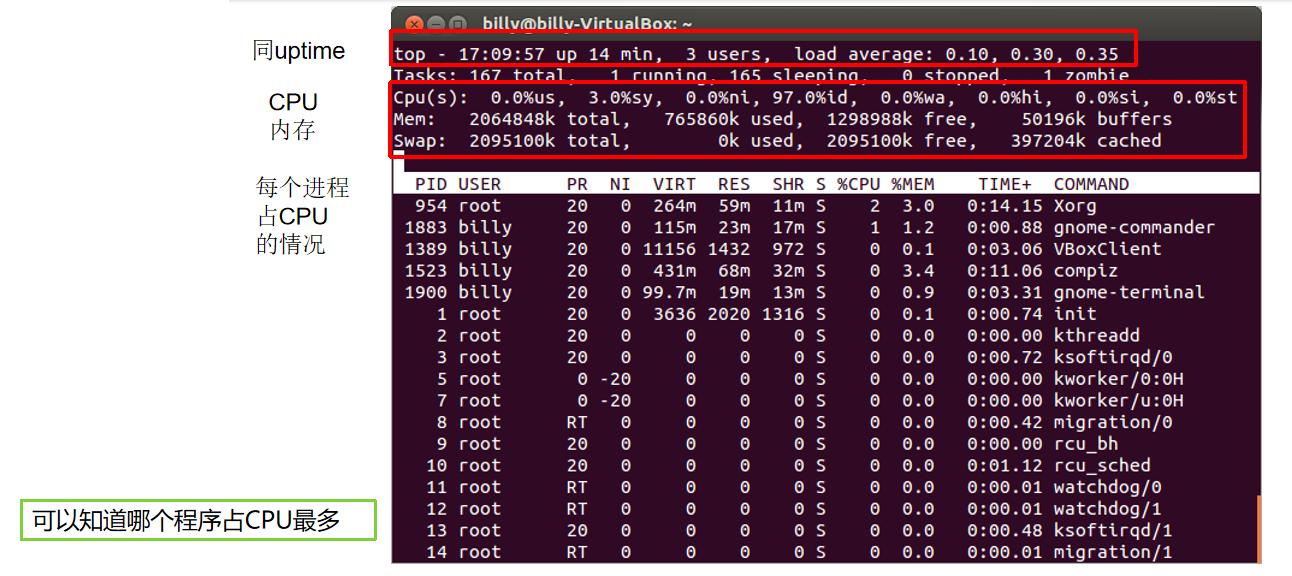 billy@billy-VirtualBox: ~
同uptime
top - 17:09:57 up 14 min,  3 users,  load average: 0.10, 0.30, 0.35
Tasks: 167 total,   1 running, 165 sleeping,   0 stopped,   1 zombie
CPU
内存
Cpu(s):  0.0%us,  3.0%sy,  0.0%ni, 97.0%id,  0.0%wa,  0.0%hi,  0.0%si,  0.0%st
Mem:   2064848k total,   765860k used,  1298988k free,    50196k buffers
Swap:  2095100k total,        0k used,  2095100k free,   397204k cached
每个进程
占CPU
的情况
PID USER      PR  NI  VIRT  RES  SHR S %CPU %MEM    TIME+  COMMAND
954 root      20   0  264m  59m  11m S    2  3.0   0:14.15 Xorg
1883 billy     20   0  115m  23m  17m S    1  1.2   0:00.88 gnome-commander
1389 billy     20   0 11156 1432  972 S    0  0.1   0:03.06 VBoxClient
1523 billy     20   0  431m  68m  32m S    0  3.4   0:11.06 compiz
1900 billy     20   0 99.7m  19m  13m S    0  0.9   0:03.31 gnome-terminal
1 root      20   0  3636 2020 1316 S    0  0.1   0:00.74 init
2 root      20   0     0    0    0 S    0  0.0   0:00.00 kthreadd
3 root      20   0     0    0    0 S    0  0.0   0:00.72 ksoftirqd/0
5 root       0 -20     0    0    0 S    0  0.0   0:00.00 kworker/0:0H
7 root       0 -20     0    0    0 S    0  0.0   0:00.00 kworker/u:0H
8 root      RT   0     0    0    0 S    0  0.0   0:00.42 migration/0
9 root      20   0     0    0    0 S    0  0.0   0:00.00 rcu_bh
10 root      20   0     0    0    0 S    0  0.0   0:01.12 rcu_sched
11 root      RT   0     0    0    0 S    0  0.0   0:00.01 watchdog/0
12 root      RT   0     0    0    0 S    0  0.0   0:00.01 watchdog/1
13 root      20   0     0    0    0 S    0  0.0   0:00.48 ksoftirqd/1
14 root      RT   0     0    0    0 S    0  0.0   0:00.01 migration/1
可以知道哪个程序占CPU最多